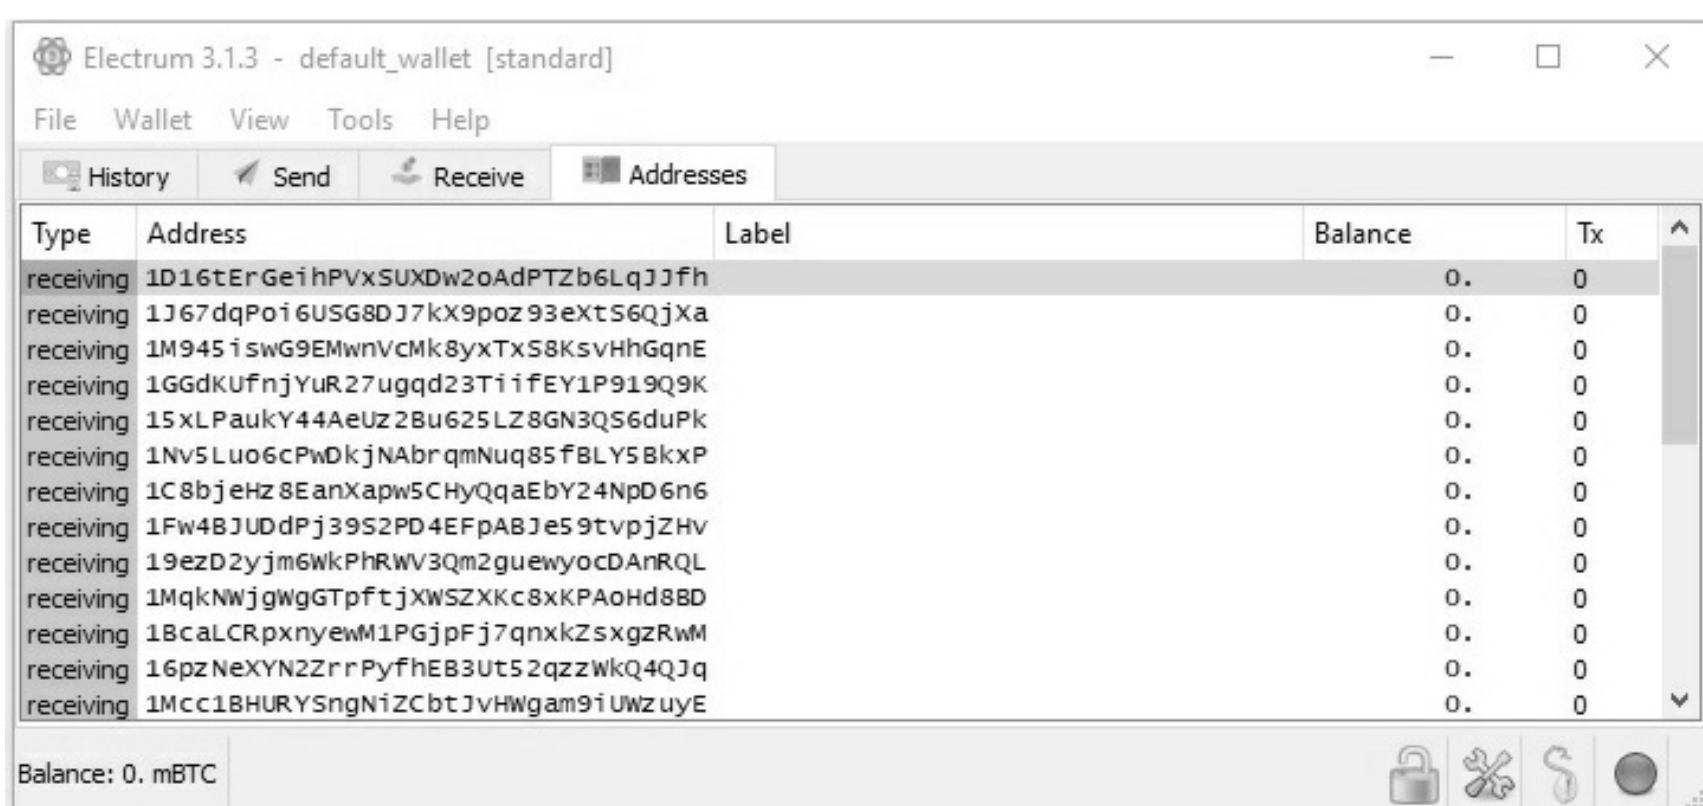 Electrum 3.1.3 - default_wallet [standard]
File Wallet View Tools Help
History Send Receive Addresses
Type Address Label Balance Tx
receiving 1D16tErGeihPVxSUXDw2oAdPTZb6LqJJfh 0. 0
receiving 1J67dqPoi6USG8DJ7kX9poz93eXtS6QjXa 0. 0
receiving 1M945iswG9EMwnVcMk8yxTxS8KsvHhGqnE 0. 0
receiving 1GGdKUfnjYuR27ugqd23TiifEY1P919Q9K 0. 0
receiving 15xLPaukY44AeUz2Bu625LZ8GN3QS6duPk 0. 0
receiving 1Nv5Luo6cPwDkjNAbrqmNuq85fBLY5BkxP 0. 0
receiving 1C8bjeHz8EanXapw5CHyQqaEbY24NpD6n6 0. 0
receiving 1Fw4BJUDdPj39S2PD4EFpABJe59tvpjZHv 0. 0
receiving 19ezD2yjm6WkPhRWV3Qm2guewyocDAnRQL 0. 0
receiving 1MqkNWjgWgGTpftjXWSZXKc8xKPAoHd8BD 0. 0
receiving 1BcaLCRpxnyewM1PGjpFj7qnxkZsxgzRwM 0. 0
receiving 16pzNeXYN2ZrrPyfhEB3Ut52qzzWkQ4QJq 0. 0
receiving 1Mcc1BHURYSngNiZCbtJvHWgam9iUWzuyE 0. 0
Balance: 0. mBTC